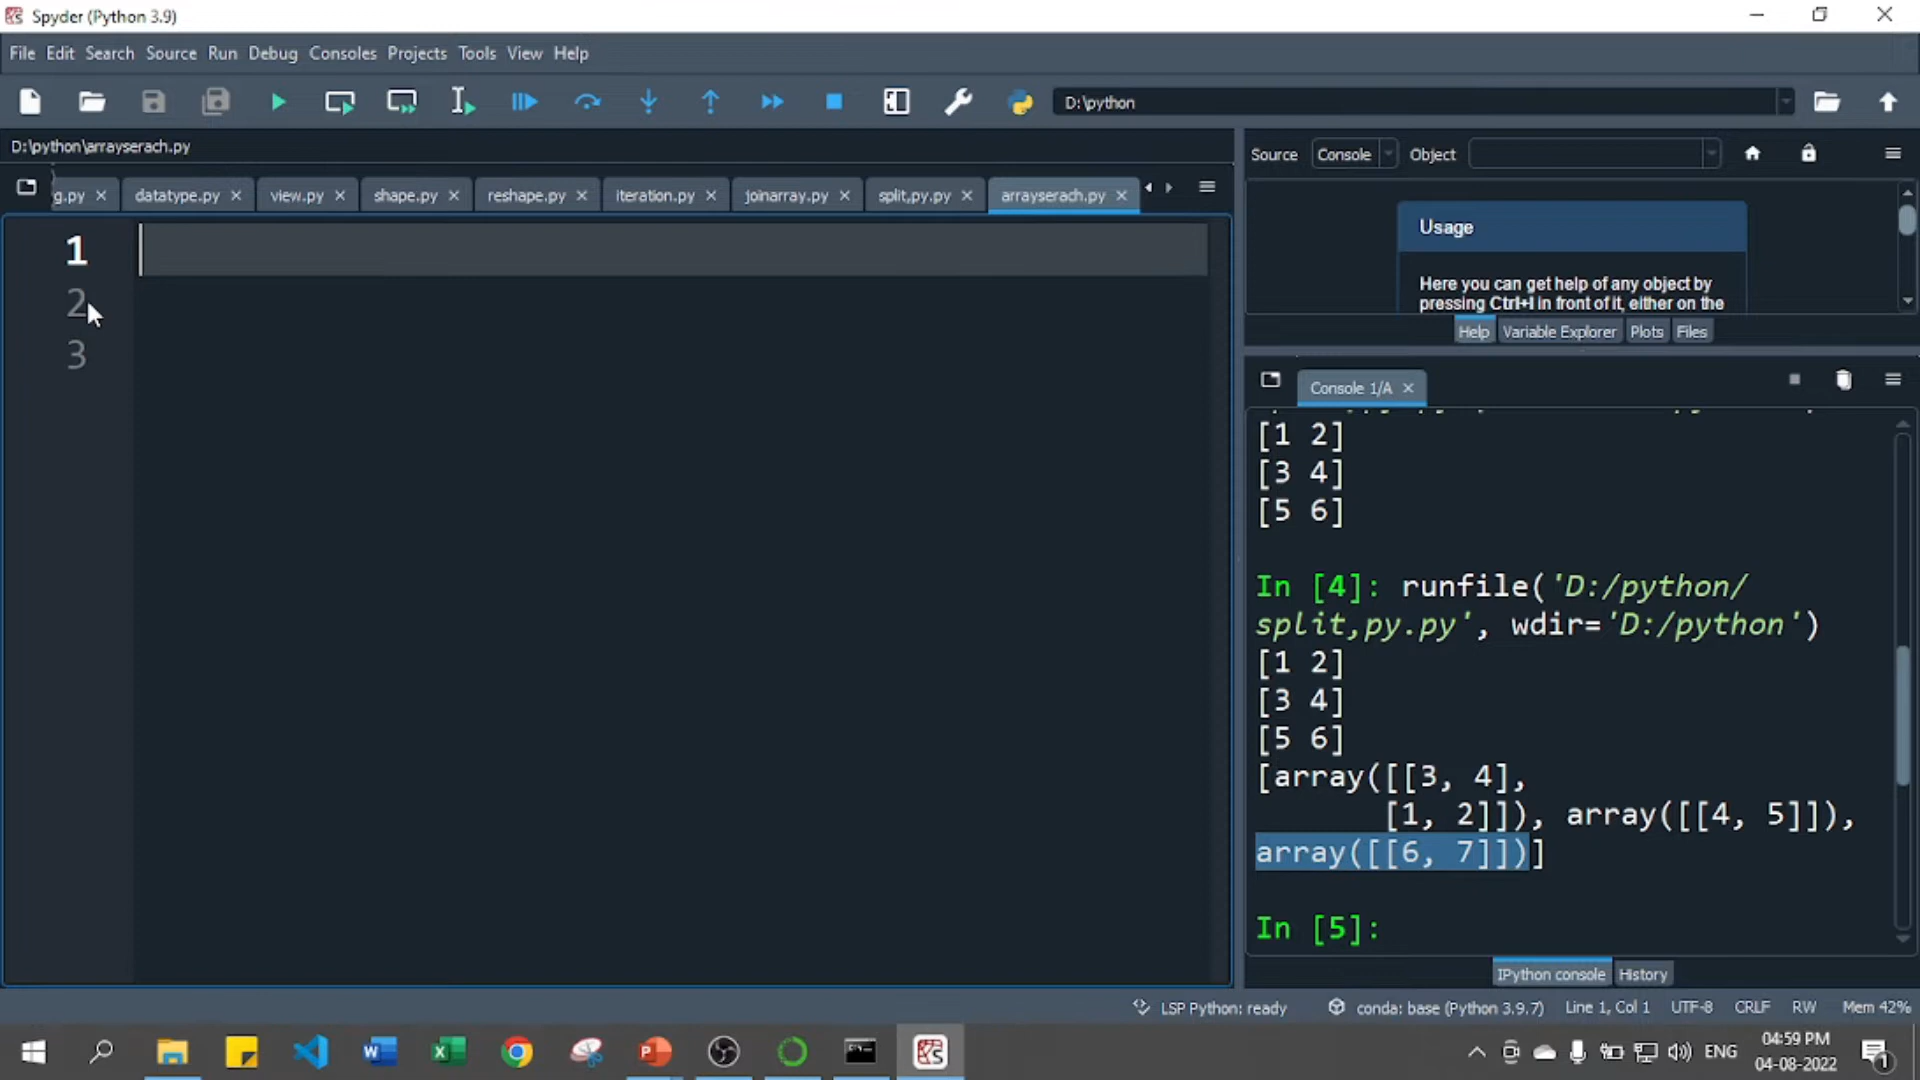 Spyder (Python 3.9)
File Edit Search Source Run Debug Consoles Projects Tools View Help
D:\python
D:\python\arrayserach.py
g.py datatype.py view.py shape.py reshape.py iteration.py joinarray.py split,py.py arrayserach.py
1
2
3
Source Console Object
Usage
Here you can get help of any object by
pressing Ctrl+I in front of it, either on the
Help Variable Explorer Plots Files
Console 1/A
[1 2]
[3 4]
[5 6]
In [4]: runfile('D:/python/
split,py.py', wdir='D:/python')
[1 2]
[3 4]
[5 6]
[array([[3, 4],
[1, 2]]), array([[4, 5]]),
array([[6, 7]])]
In [5]:
IPython console History
LSP Python: ready conda: base (Python 3.9.7) Line 1, Col 1 UTF-8 CRLF RW Mem 42%
ENG 04:59 PM
04-08-2022
1